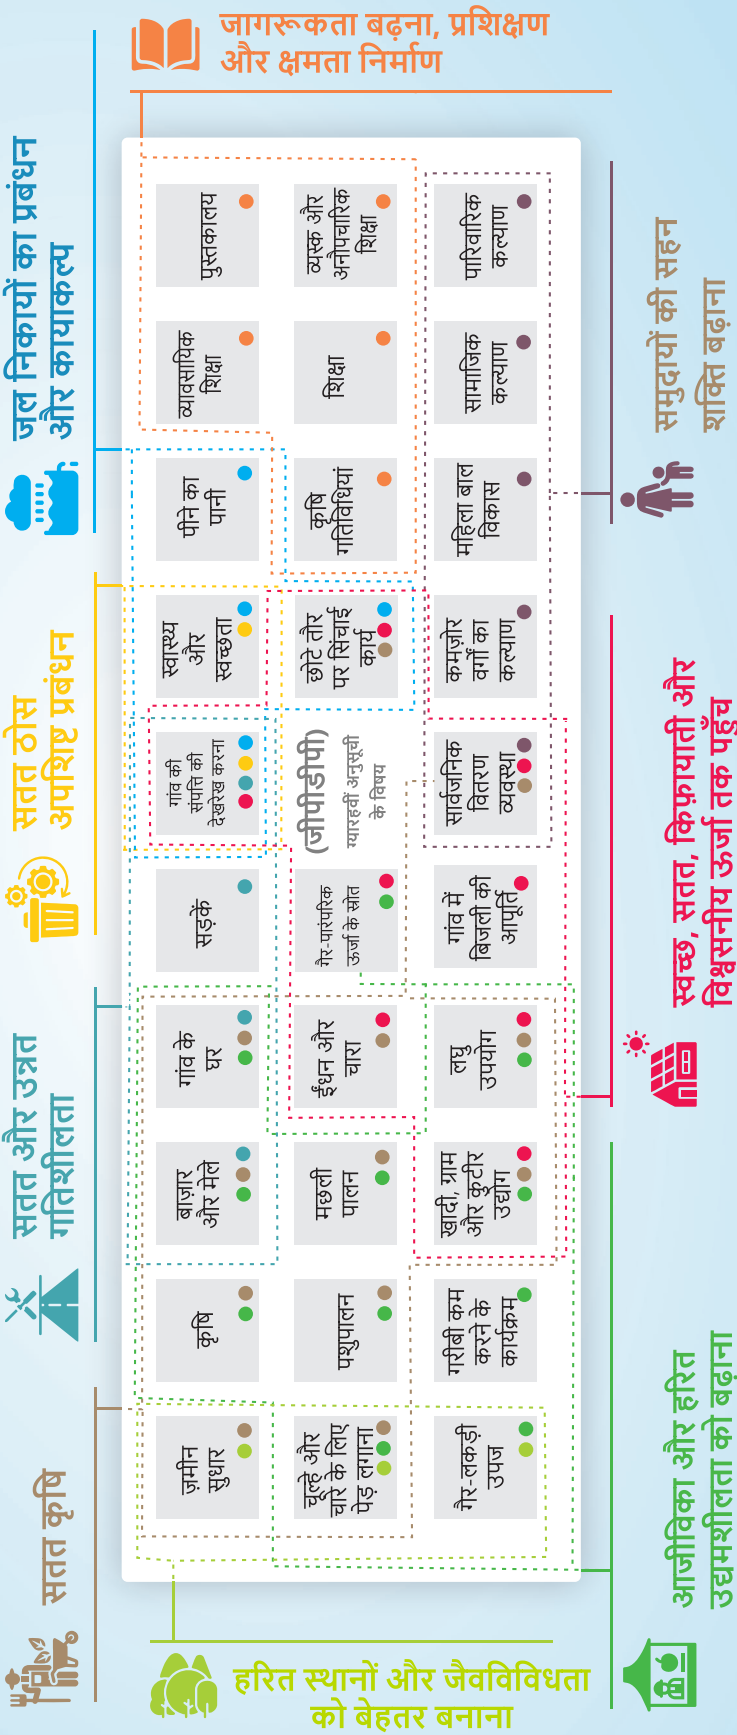 जागरूकता बढ़ना, प्रशिक्षण
और क्षमता निर्माण
जल निकायों का प्रबंधन
और कायाकल्प
सतत ठोस
अपशिष्ट प्रबंधन
सतत और उन्नत
गतिशीलता
सतत कृषि
पुस्तकालय
व्यावसायिक
शिक्षा
पीने का
पानी
स्वास्थ्य
और
स्वच्छता
गांव की
संपत्ति की
देखरेख करना
सड़कें
गांव के
घर
बाज़ार
और मेले
कृषि
ज़मीन
सुधार
व्यस्क और
अनौपचारिक
शिक्षा
शिक्षा
कृषि
गतिविधियां
छोटे तौर
पर सिंचाई
कार्य
(जीपीडीपी)
ग्यारहवीं अनुसूची
के विषय
गैर-पारंपरिक
ऊर्जा के स्रोत
ईंधन और
चारा
मछली
पालन
पशुपालन
चूल्हे और
चारे के लिए
पेड़ लगाना
पारिवारिक
कल्याण
सामाजिक
कल्याण
महिला बाल
विकास
कमज़ोर
वर्गों का
कल्याण
सार्वजनिक
वितरण
व्यवस्था
गांव में
बिजली की
आपूर्ति
लघु
उपयोग
खादी, ग्राम
और कुटीर
उद्योग
गरीबी कम
करने के
कार्यक्रम
गैर-लकड़ी
उपज
समुदायों की सहन
शक्ति बढ़ाना
स्वच्छ, सतत, किफ़ायाती और
विश्वसनीय ऊर्जा तक पहुँच
आजीविका और हरित
उद्यमशीलता को बढ़ाना
हरित स्थानों और जैवविविधता
को बेहतर बनाना